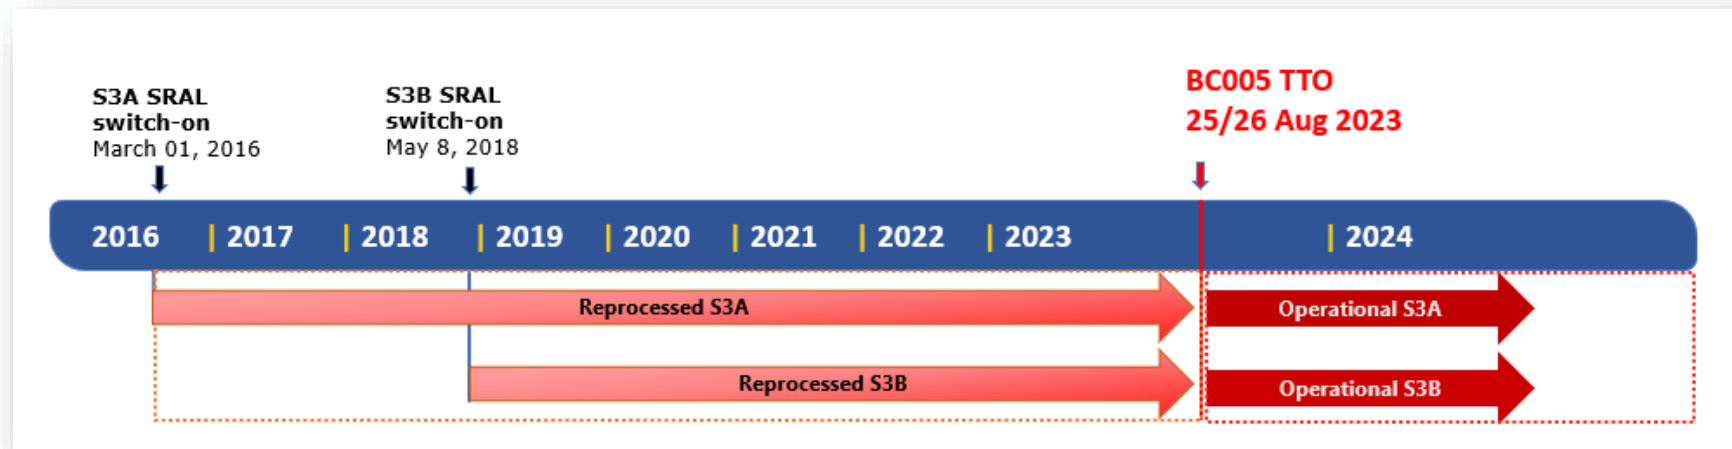 S3A SRAL
switch-on
March 01, 2016
S3B SRAL
switch-on
May 8, 2018
BC005 TTO
25/26 Aug 2023
2016 | 2017 | 2018 | 2019 | 2020 | 2021 | 2022 | 2023 | 2024
Reprocessed S3A
Operational S3A
Reprocessed S3B
Operational S3B